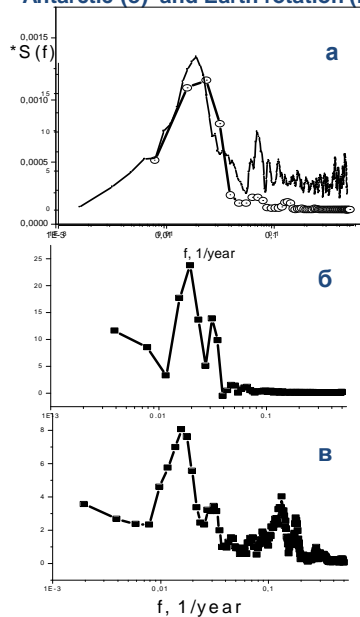 Antarctic (б) and Earth rotation (
0,0015
*S(f)
а
0,0010
15
10
0,0005
5
0
0,0000
1E-3 0,01 0,1
f, 1/year
25
б
20
15
10
5
0
1E-3 0.01 0.1
8
в
6
4
2
0
1E-3 0,01 0,1
f, 1/year